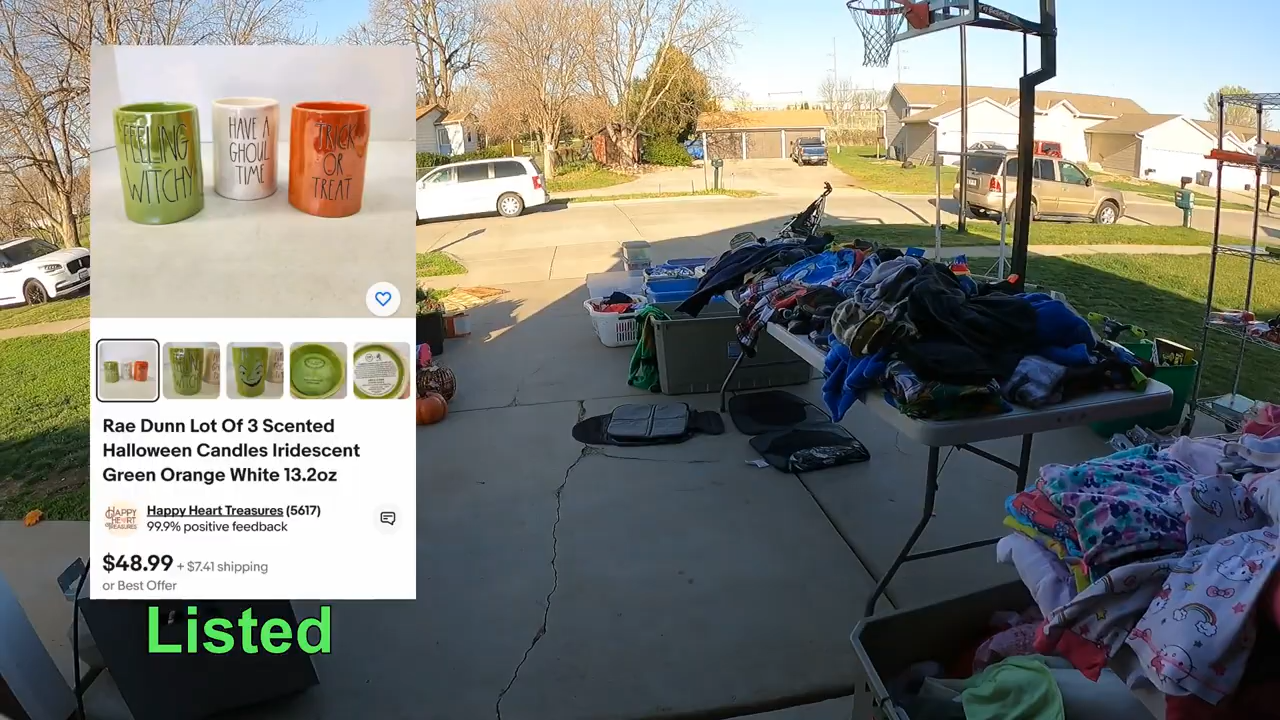 FEELING
WITCHY
HAVE A
GHOUL
TIME
TRICK
OR
TREAT
Rae Dunn Lot Of 3 Scented
Halloween Candles Iridescent
Green Orange White 13.2oz
HAPPY
HEART
TREASURES
Happy Heart Treasures (5617)
99.9% positive feedback
$48.99 + $7.41 shipping
or Best Offer
Listed